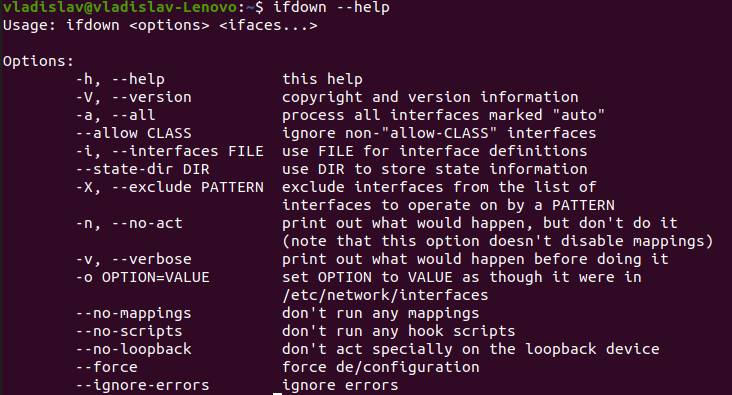 vladislav@vladislav-Lenovo:~$ ifdown --help
Usage: ifdown <options> <ifaces...>

Options:
        -h, --help             this help
        -V, --version          copyright and version information
        -a, --all              process all interfaces marked "auto"
        --allow CLASS          ignore non-"allow-CLASS" interfaces
        -i, --interfaces FILE  use FILE for interface definitions
        --state-dir DIR        use DIR to store state information
        -X, --exclude PATTERN  exclude interfaces from the list of
                               interfaces to operate on by a PATTERN
        -n, --no-act           print out what would happen, but don't do it
                               (note that this option doesn't disable mappings)
        -v, --verbose          print out what would happen before doing it
        -o OPTION=VALUE        set OPTION to VALUE as though it were in
                               /etc/network/interfaces
        --no-mappings          don't run any mappings
        --no-scripts           don't run any hook scripts
        --no-loopback          don't act specially on the loopback device
        --force                force de/configuration
        --ignore-errors        ignore errors